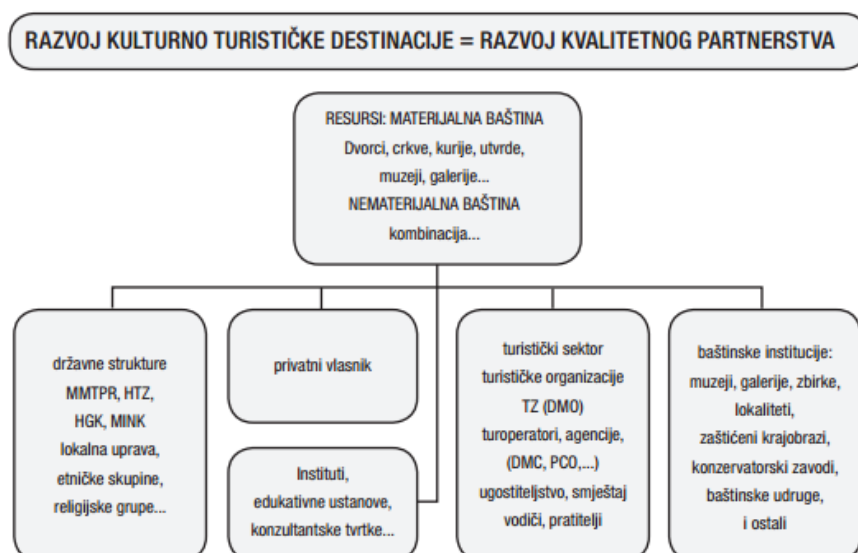 RAZVOJ KULTURNO TURISTIČKE DESTINACIJE = RAZVOJ KVALITETNOG PARTNERSTVA
RESURSI: MATERIJALNA BAŠTINA
Dvorci, crkve, kurije, utvrde,
muzeji, galerije...
NEMATERIJALNA BAŠTINA
kombinacija...
državne strukture
MMTPR, HTZ,
HGK, MINK
lokalna uprava,
etničke skupine,
religijske grupe...
privatni vlasnik
Instituti,
edukativne ustanove,
konzultantske tvrtke...
turistički sektor
turističke organizacije
TZ (DMO)
turoperatori, agencije,
(DMC, PCO,...)
ugostiteljstvo, smještaj
vodiči, pratitelji
baštinske institucije:
muzeji, galerije, zbirke,
lokaliteti,
zaštićeni krajobrazi,
konzervatorski zavodi,
baštinske udruge,
i ostali